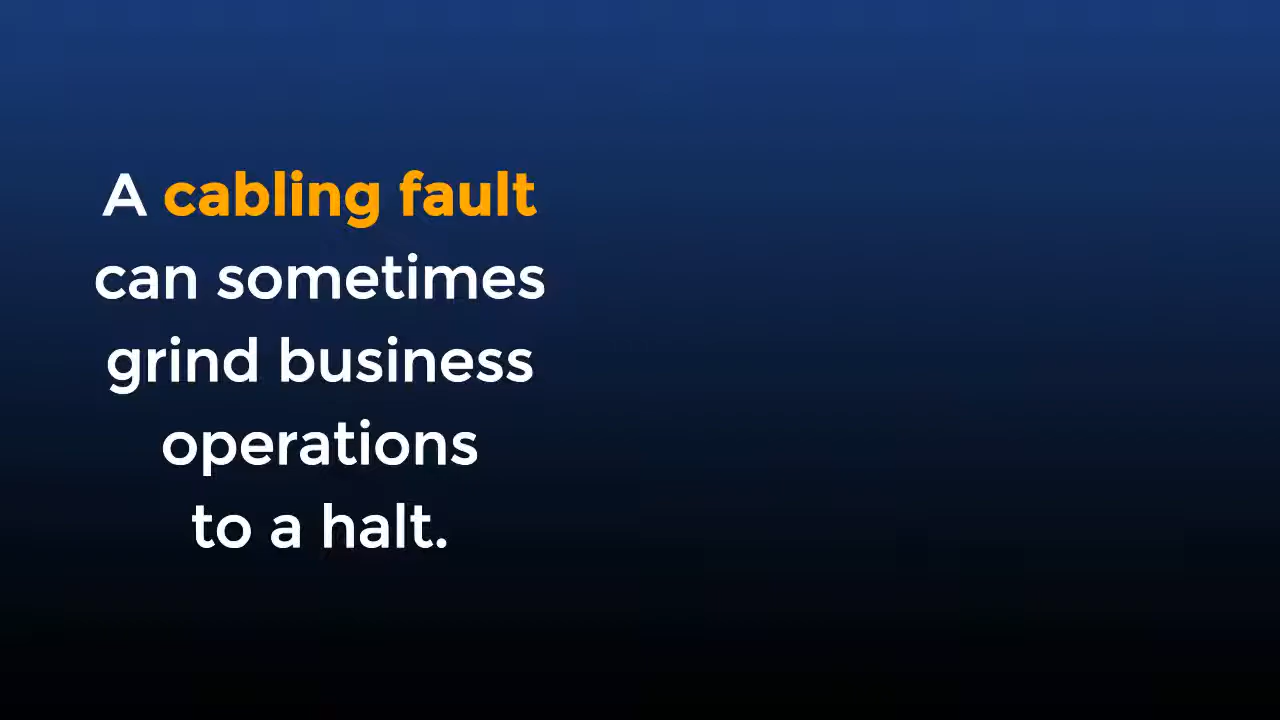 A cabling fault
can sometimes
grind business
operations
to a halt.